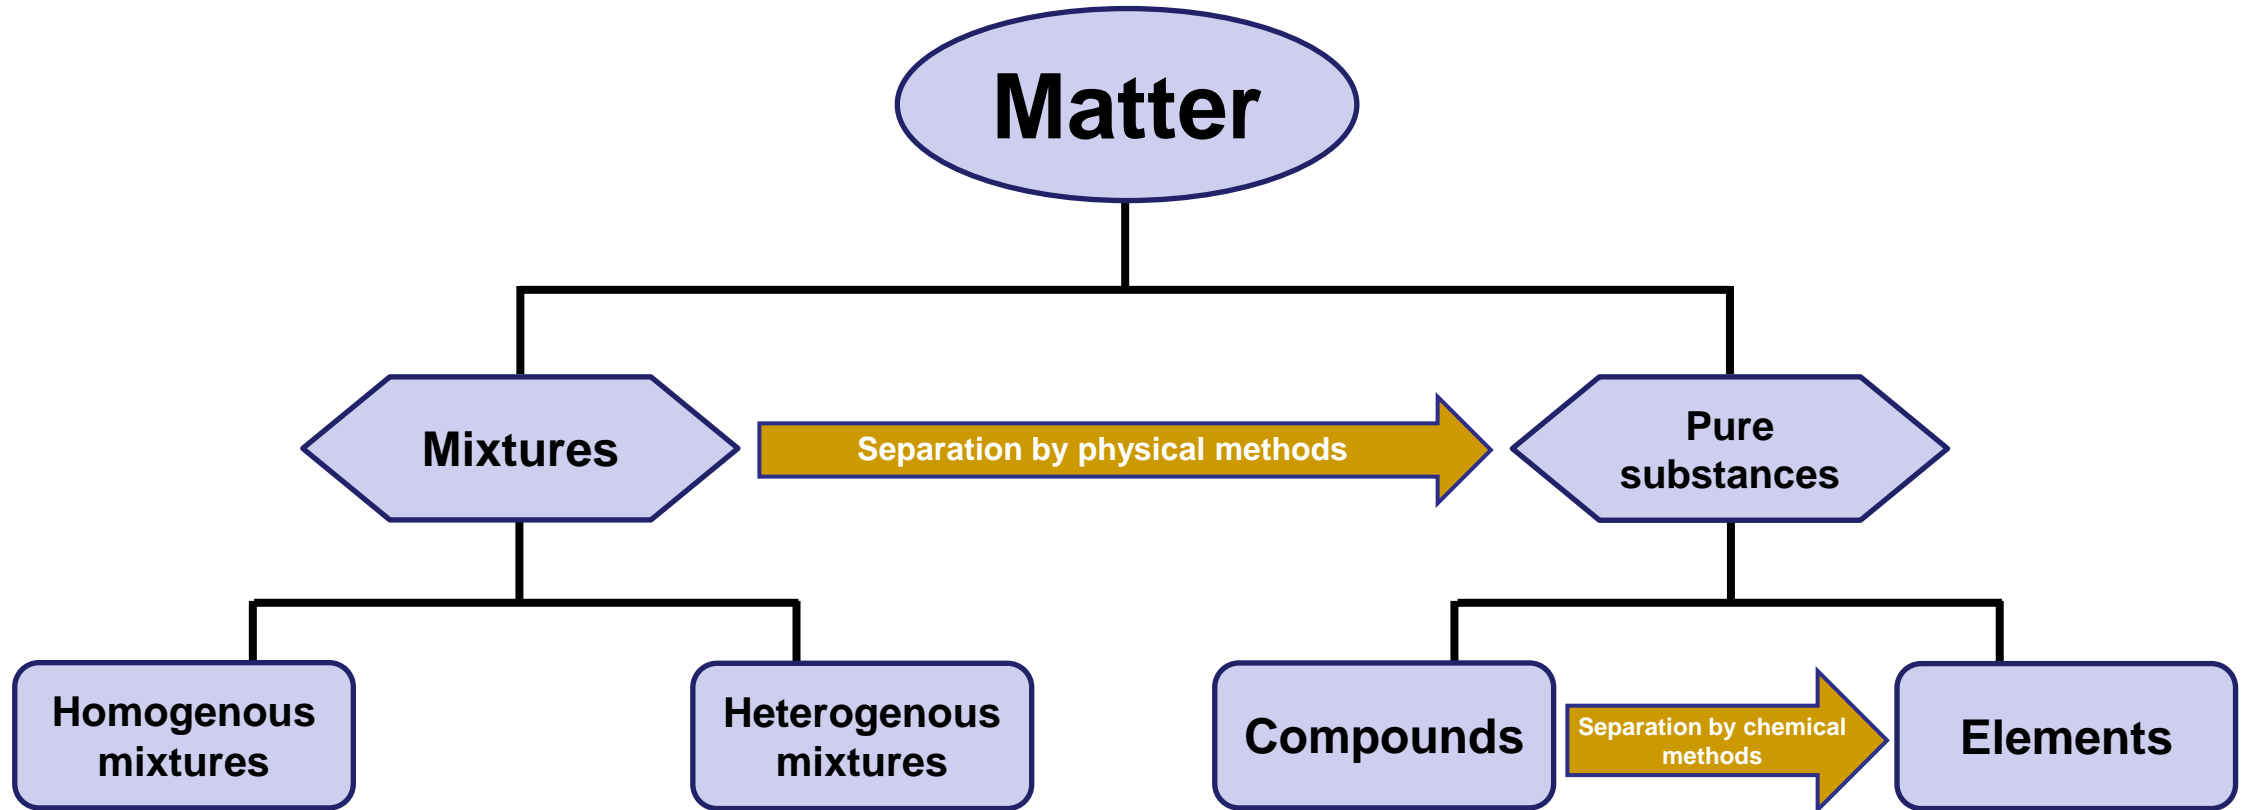 Matter
Mixtures
Separation by physical methods
Pure
substances
Homogenous
mixtures
Heterogenous
mixtures
Compounds
Separation by chemical
methods
Elements